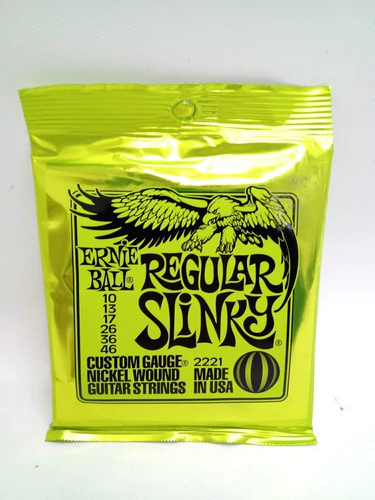 ERNIE
BALL®
REGULAR
SLINKY®
10
13
17
26
36
46
CUSTOM GAUGE®
NICKEL WOUND
GUITAR STRINGS
2221
MADE
IN USA